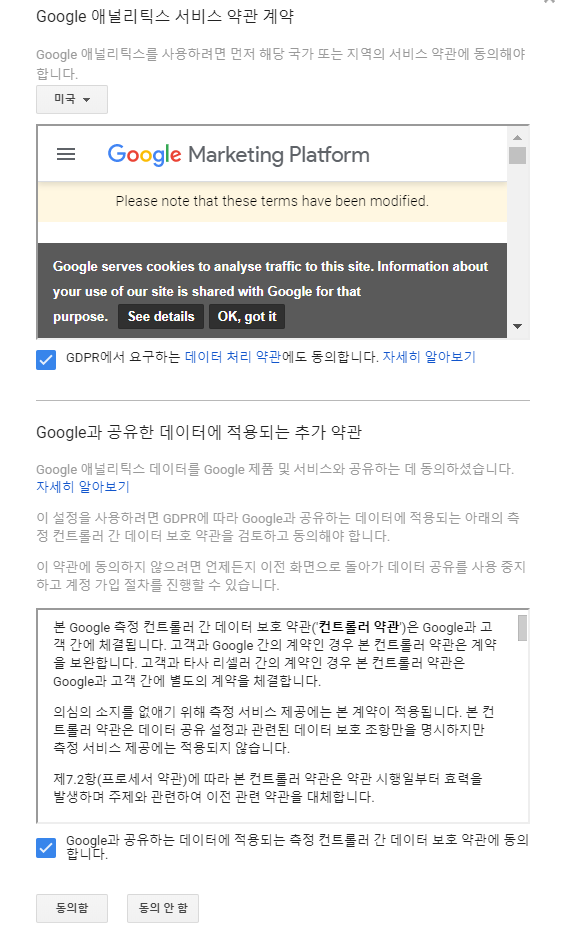 Google 애널리틱스 서비스 약관 계약
Google 애널리틱스를 사용하려면 먼저 해당 국가 또는 지역의 서비스 약관에 동의해야
합니다.
미국
Google Marketing Platform
Please note that these terms have been modified.
Google serves cookies to analyse traffic to this site. Information about
your use of our site is shared with Google for that
purpose. See details OK, got it
GDPR에서 요구하는 데이터 처리 약관에도 동의합니다. 자세히 알아보기
Google과 공유한 데이터에 적용되는 추가 약관
Google 애널리틱스 데이터를 Google 제품 및 서비스와 공유하는 데 동의하셨습니다.
자세히 알아보기
이 설정을 사용하려면 GDPR에 따라 Google과 공유하는 데이터에 적용되는 아래의 측
정 컨트롤러 간 데이터 보호 약관을 검토하고 동의해야 합니다.
이 약관에 동의하지 않으려면 언제든지 이전 화면으로 돌아가 데이터 공유를 사용 중지
하고 계정 가입 절차를 진행할 수 있습니다.
본 Google 측정 컨트롤러 간 데이터 보호 약관('컨트롤러 약관')은 Google과 고
객 간에 체결됩니다. 고객과 Google 간의 계약인 경우 본 컨트롤러 약관은 계약
을 보완합니다. 고객과 타사 리셀러 간의 계약인 경우 본 컨트롤러 약관은
Google과 고객 간에 별도의 계약을 체결합니다.
의심의 소지를 없애기 위해 측정 서비스 제공에는 본 계약이 적용됩니다. 본 컨
트롤러 약관은 데이터 공유 설정과 관련된 데이터 보호 조항만을 명시하지만
측정 서비스 제공에는 적용되지 않습니다.
제7.2항(프로세서 약관)에 따라 본 컨트롤러 약관은 약관 시행일부터 효력을
발생하며 주제와 관련하여 이전 관련 약관을 대체합니다.
Google과 공유하는 데이터에 적용되는 측정 컨트롤러 간 데이터 보호 약관에 동의
합니다.
동의함 동의 안 함